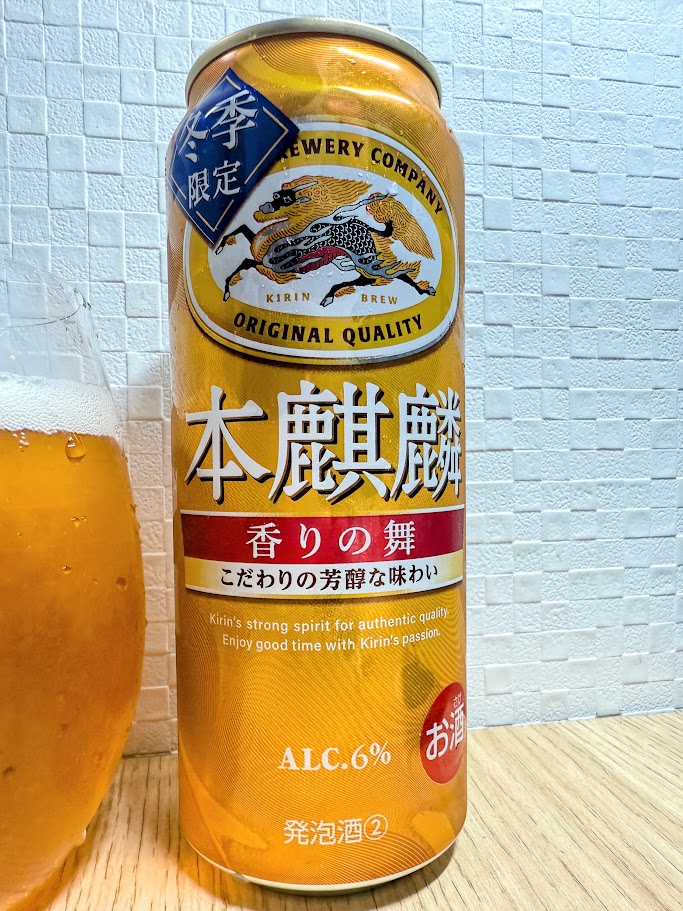 冬季
限定
BREWERY COMPANY
KIRIN BREW
ORIGINAL QUALITY
本麒麟
香りの舞
こだわりの芳醇な味わい
Kirin's strong spirit for authentic quality.
Enjoy good time with Kirin's passion.
さけ
お酒
ALC.6%
発泡酒②